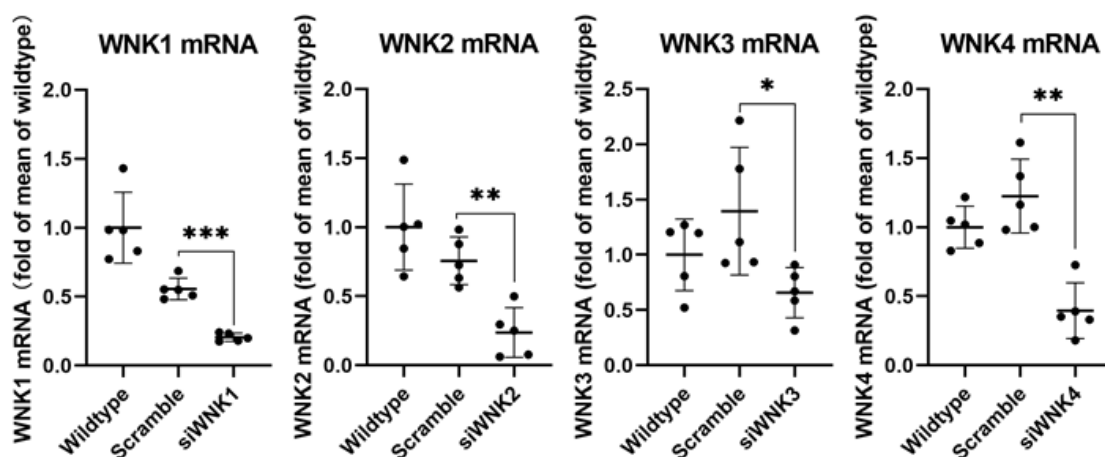 WNK1 mRNA
WNK1 mRNA (fold of mean of wildtype)
2.0
1.5
1.0
0.5
0.0
***
Wildtype
Scramble
siWNK1
WNK2 mRNA
WNK2 mRNA (fold of mean of wildtype)
2.0
1.5
1.0
0.5
0.0
**
Wildtype
Scramble
siWNK2
WNK3 mRNA
WNK3 mRNA (fold of mean of wildtype)
2.5
2.0
1.5
1.0
0.5
0.0
*
Wildtype
Scramble
siWNK3
WNK4 mRNA
WNK4 mRNA (fold of mean of wildtype)
2.0
1.5
1.0
0.5
0.0
**
Wildtype
Scramble
siWNK4